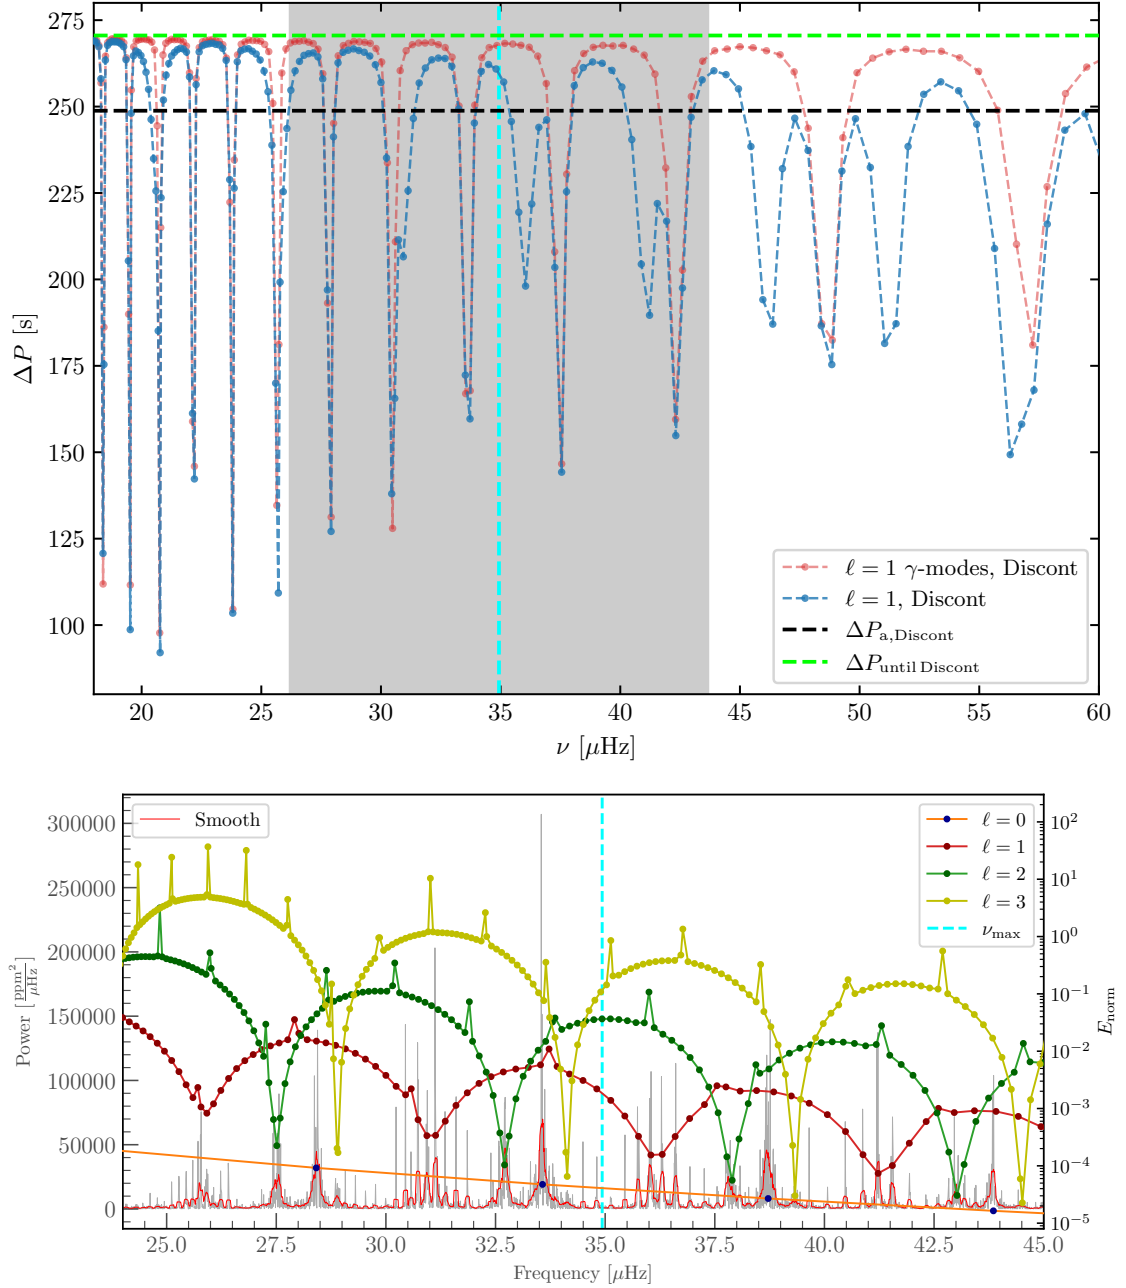 275
250
225
200
175
150
125
100
ΔP [s]
20 25 30 35 40 45 50 55 60
ν [μHz]
ℓ = 1 γ-modes, Discont
ℓ = 1, Discont
ΔP_a,Discont
ΔP_until Discont
Smooth
ℓ = 0
ℓ = 1
ℓ = 2
ℓ = 3
ν_max
300000
250000
200000
150000
100000
50000
0
Power [ppm²/μHz]
10²
10¹
10⁰
10⁻¹
10⁻²
10⁻³
10⁻⁴
10⁻⁵
E_norm
25.0 27.5 30.0 32.5 35.0 37.5 40.0 42.5 45.0
Frequency [μHz]